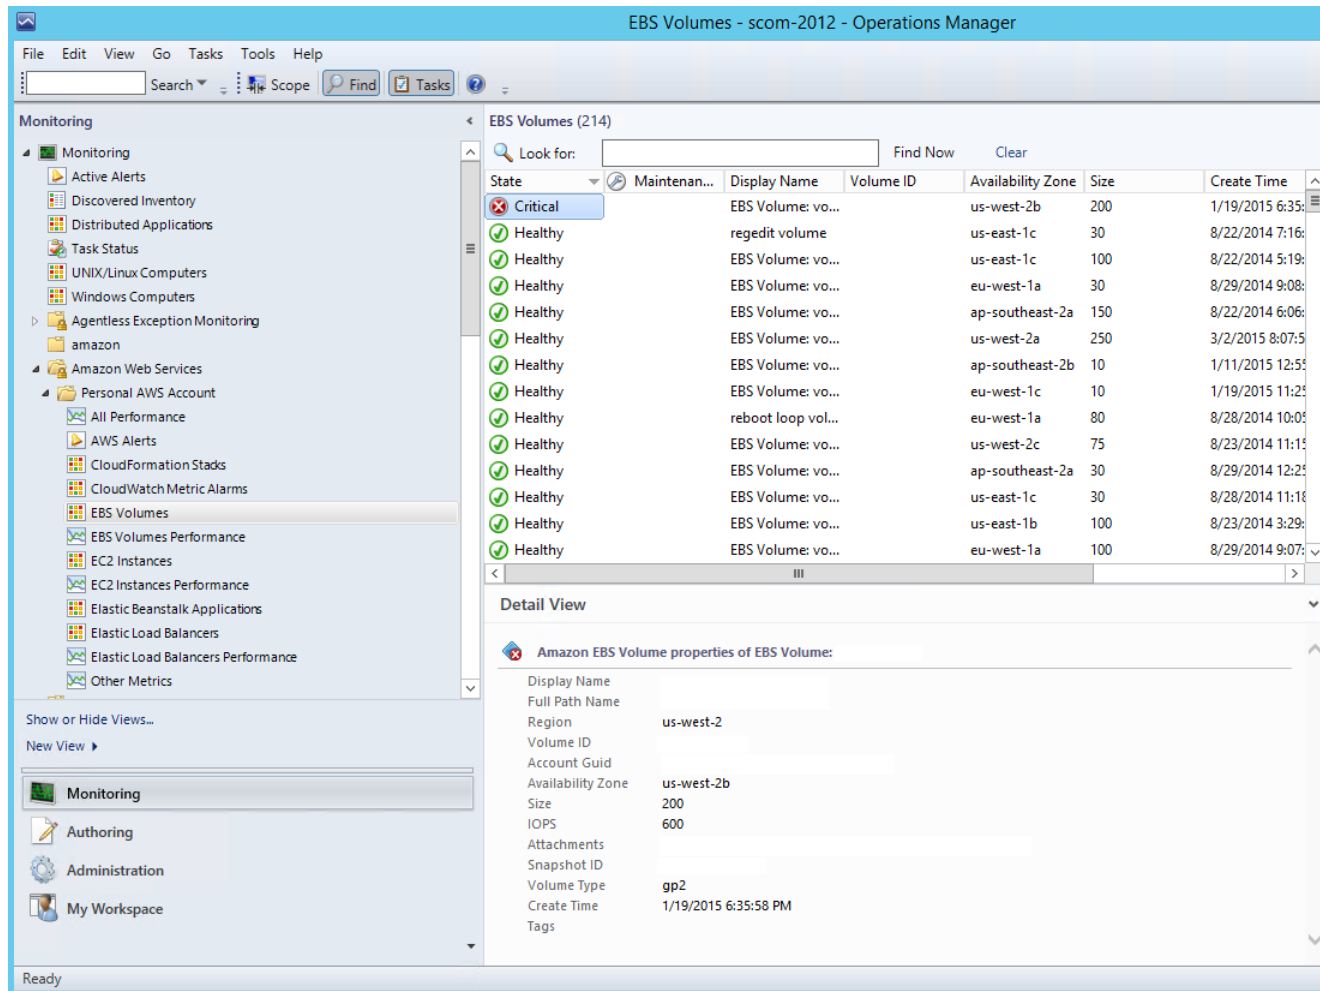 EBS Volumes - scom-2012 - Operations Manager
File Edit View Go Tasks Tools Help
Search Scope Find Tasks
Monitoring
Monitoring
Active Alerts
Discovered Inventory
Distributed Applications
Task Status
UNIX/Linux Computers
Windows Computers
Agentless Exception Monitoring
amazon
Amazon Web Services
Personal AWS Account
All Performance
AWS Alerts
CloudFormation Stacks
CloudWatch Metric Alarms
EBS Volumes
EBS Volumes Performance
EC2 Instances
EC2 Instances Performance
Elastic Beanstalk Applications
Elastic Load Balancers
Elastic Load Balancers Performance
Other Metrics
Show or Hide Views...
New View
Monitoring
Authoring
Administration
My Workspace
EBS Volumes (214)
Look for: Find Now Clear
State Maintenan... Display Name Volume ID Availability Zone Size Create Time
Critical EBS Volume: vo... us-west-2b 200 1/19/2015 6:35:
Healthy regedit volume us-east-1c 30 8/22/2014 7:16:
Healthy EBS Volume: vo... us-east-1c 100 8/22/2014 5:19:
Healthy EBS Volume: vo... eu-west-1a 30 8/29/2014 9:08:
Healthy EBS Volume: vo... ap-southeast-2a 150 8/22/2014 6:06:
Healthy EBS Volume: vo... us-west-2a 250 3/2/2015 8:07:5
Healthy EBS Volume: vo... ap-southeast-2b 10 1/11/2015 12:55
Healthy EBS Volume: vo... eu-west-1c 10 1/19/2015 11:25
Healthy reboot loop vol... eu-west-1a 80 8/28/2014 10:05
Healthy EBS Volume: vo... us-west-2c 75 8/23/2014 11:15
Healthy EBS Volume: vo... ap-southeast-2a 30 8/29/2014 12:25
Healthy EBS Volume: vo... us-east-1c 30 8/28/2014 11:18
Healthy EBS Volume: vo... us-east-1b 100 8/23/2014 3:29:
Healthy EBS Volume: vo... eu-west-1a 100 8/29/2014 9:07:
Detail View
Amazon EBS Volume properties of EBS Volume:
Display Name
Full Path Name
Region us-west-2
Volume ID
Account Guid
Availability Zone us-west-2b
Size 200
IOPS 600
Attachments
Snapshot ID
Volume Type gp2
Create Time 1/19/2015 6:35:58 PM
Tags
Ready